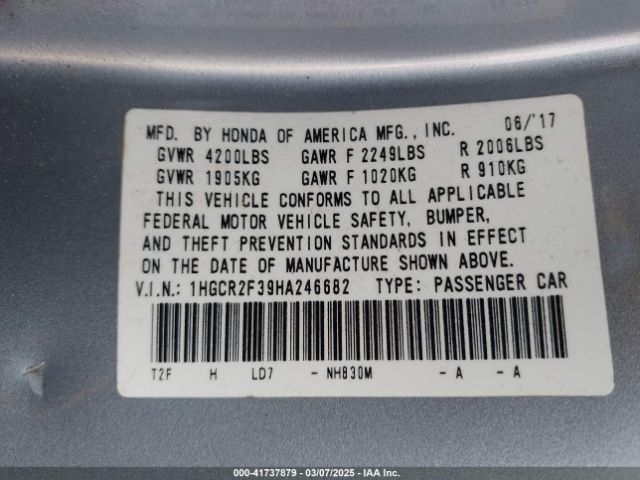 MFD. BY HONDA OF AMERICA MFG., INC. 06/'17
GVWR 4200LBS GAWR F 2249LBS R 2006LBS
GVWR 1905KG GAWR F 1020KG R 910KG
THIS VEHICLE CONFORMS TO ALL APPLICABLE
FEDERAL MOTOR VEHICLE SAFETY, BUMPER,
AND THEFT PREVENTION STANDARDS IN EFFECT
ON THE DATE OF MANUFACTURE SHOWN ABOVE.
V.I.N.: 1HGCR2F39HA246682 TYPE: PASSENGER CAR
T2F H LD7 - NH830M - A - A
000-41737879 - 03/07/2025 - IAA Inc.